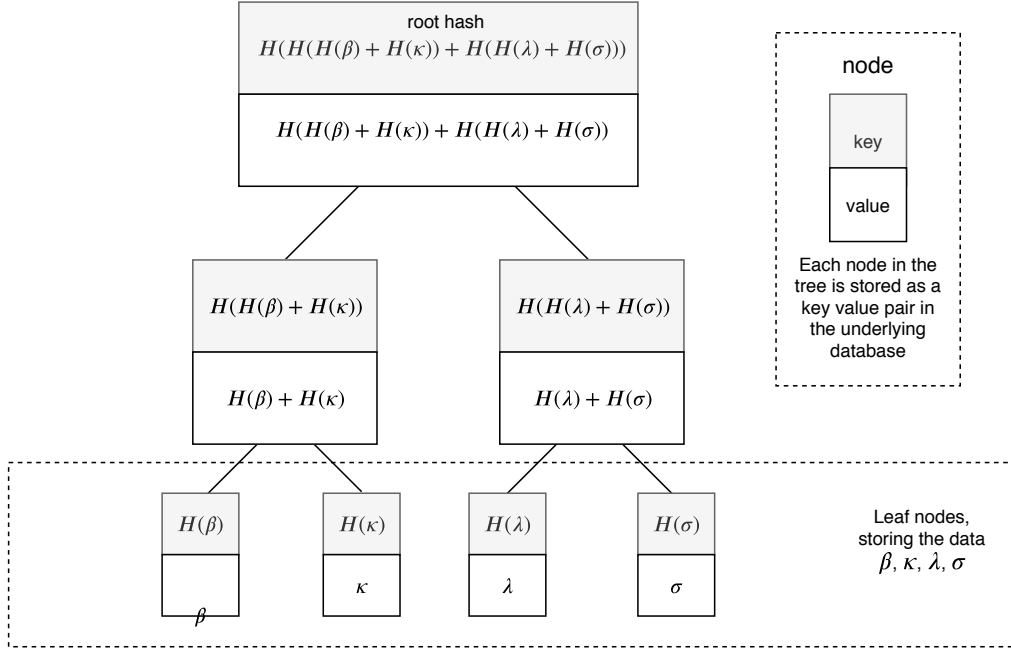 root hash
H(H(H(β) + H(κ)) + H(H(λ) + H(σ)))
H(H(β) + H(κ)) + H(H(λ) + H(σ))
node
key
value
Each node in the
tree is stored as a
key value pair in
the underlying
database
H(H(β) + H(κ))
H(H(λ) + H(σ))
H(β) + H(κ)
H(λ) + H(σ)
H(β)
H(κ)
H(λ)
H(σ)
β
κ
λ
σ
Leaf nodes,
storing the data
β, κ, λ, σ